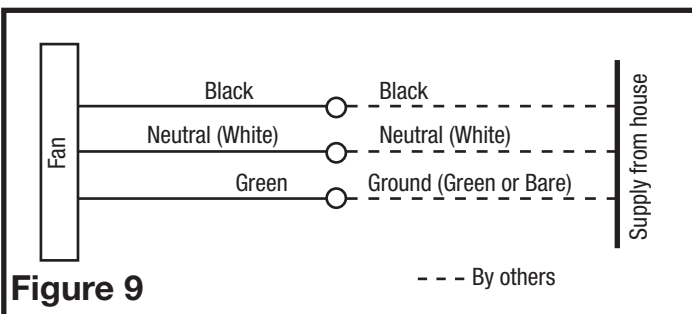 Black
Black
Neutral (White)
Neutral (White)
Green
Ground (Green or Bare)
Fan
Supply from house
Figure 9
By others